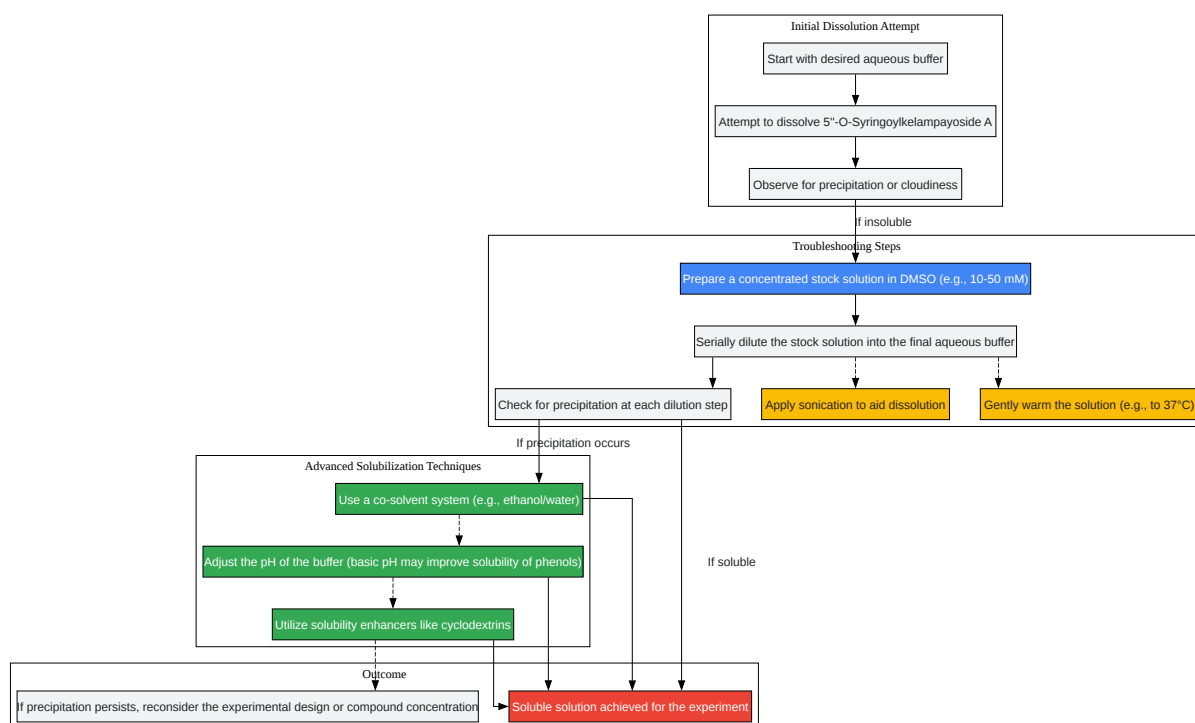 Initial Dissolution Attempt
Start with desired aqueous buffer
Attempt to dissolve 5''-O-Syringoylkelampayoside A
Observe for precipitation or cloudiness
If insoluble
Troubleshooting Steps
Prepare a concentrated stock solution in DMSO (e.g., 10-50 mM)
Serially dilute the stock solution into the final aqueous buffer
Check for precipitation at each dilution step
Apply sonication to aid dissolution
Gently warm the solution (e.g., to 37°C)
If precipitation occurs
Advanced Solubilization Techniques
Use a co-solvent system (e.g., ethanol/water)
Adjust the pH of the buffer (basic pH may improve solubility of phenols)
If soluble
Utilize solubility enhancers like cyclodextrins
Outcome
If precipitation persists, reconsider the experimental design or compound concentration
Soluble solution achieved for the experiment